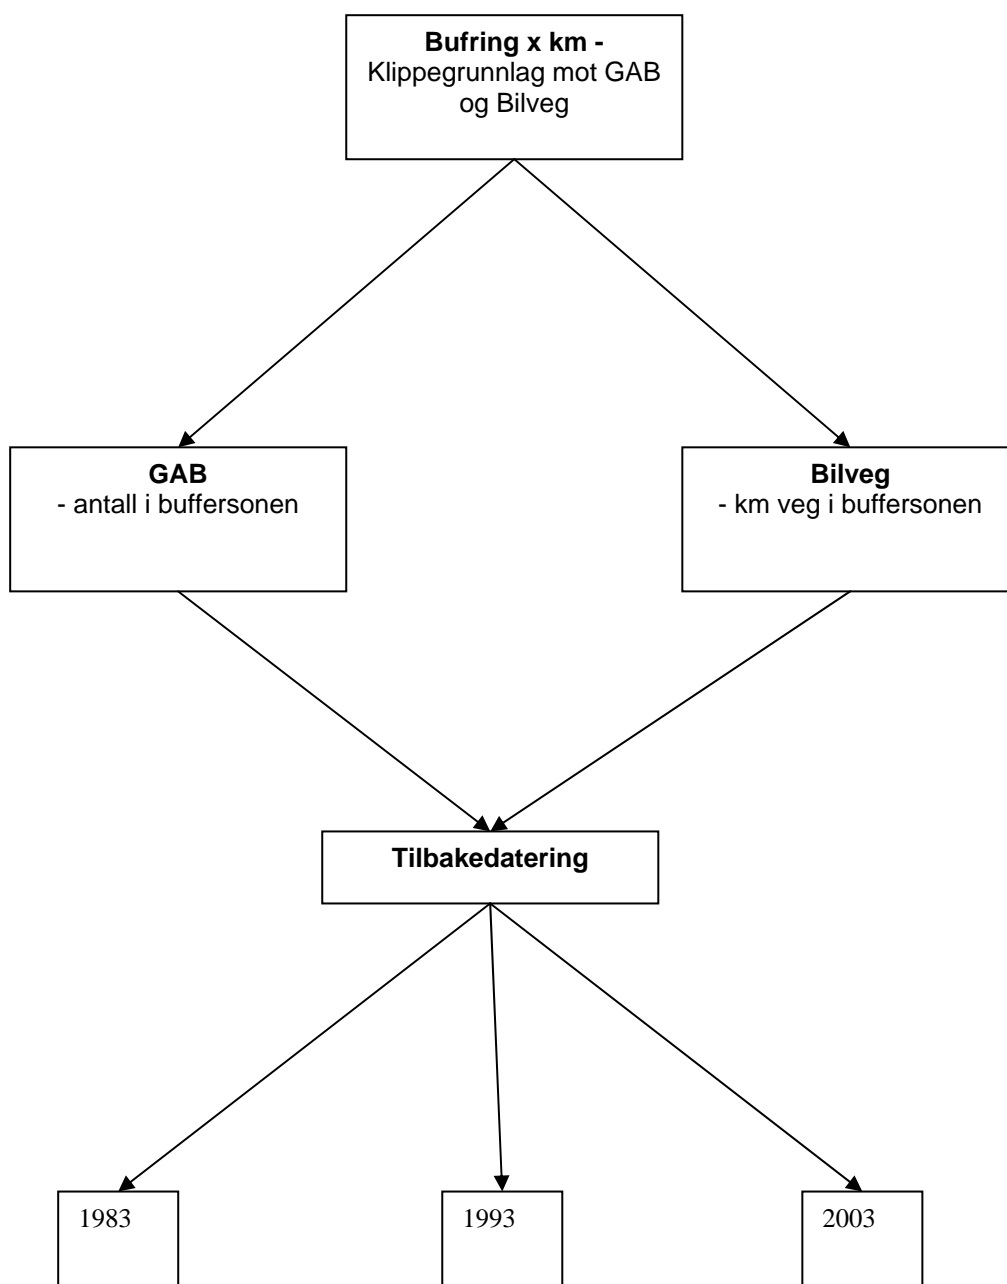 Bufring x km -
Klippegrunnlag mot GAB
og Bilveg
GAB
- antall i buffersonen
Bilveg
- km veg i buffersonen
Tilbakedatering
1983
1993
2003